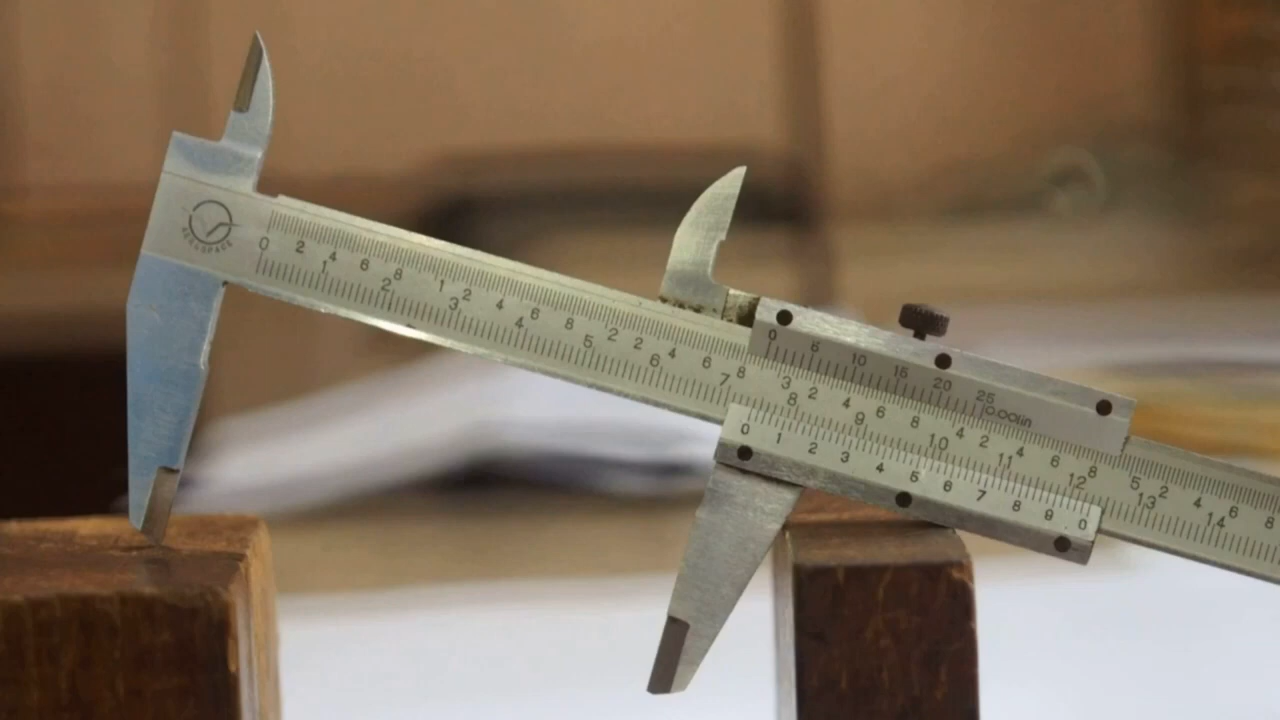 AEROSPACE
0 2 4 6 8 1 2 4 6 8 2 2 4 6 8 3 2 4 6 8 4 2 4 6 8 5 2 4 6 8
0 1 2 3 4 5 6 7 8 9 10 11 12 13 14
0 5 10 15 20 25
0.001in
0 1 2 3 4 5 6 7 8 9 0